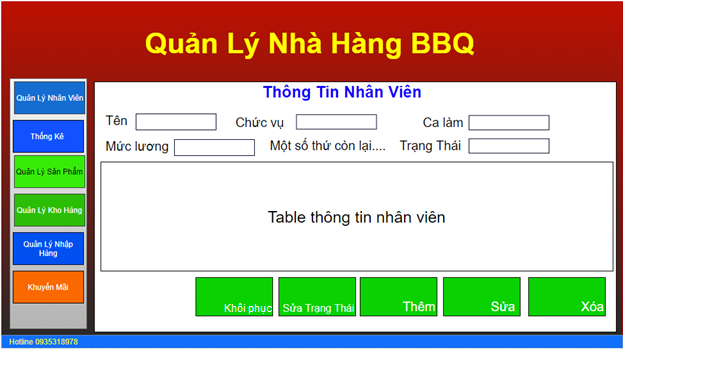 Quản Lý Nhà Hàng BBQ
Quản Lý Nhân Viên
Thống Kê
Quản Lý Sản Phẩm
Quản Lý Kho Hàng
Quản Lý Nhập
Hàng
Khuyến Mãi
Thông Tin Nhân Viên
Tên Chức vụ Ca làm
Mức lương Một số thứ còn lại.... Trạng Thái
Table thông tin nhân viên
Khôi phục Sửa Trạng Thái Thêm Sửa Xóa
Hotline 0935318978